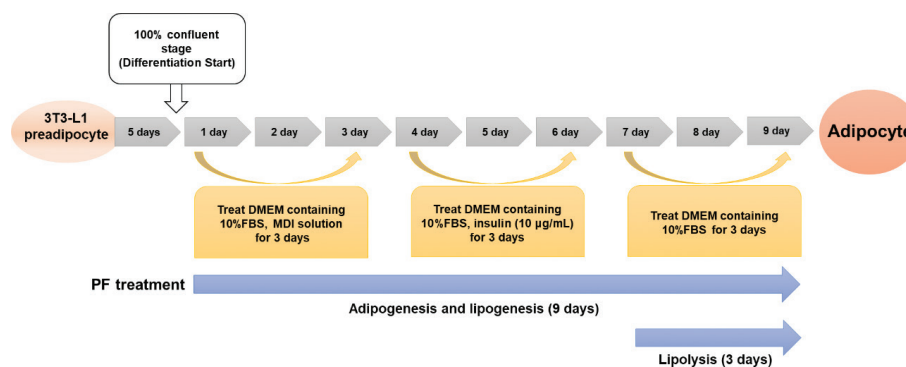 100% confluent
stage
(Differentiation Start)
3T3-L1
preadipocyte
5 days
1 day
2 day
3 day
4 day
5 day
6 day
7 day
8 day
9 day
Adipocyte
Treat DMEM containing
10%FBS, MDI solution
for 3 days
Treat DMEM containing
10%FBS, insulin (10 µg/mL)
for 3 days
Treat DMEM containing
10%FBS for 3 days
PF treatment
Adipogenesis and lipogenesis (9 days)
Lipolysis (3 days)